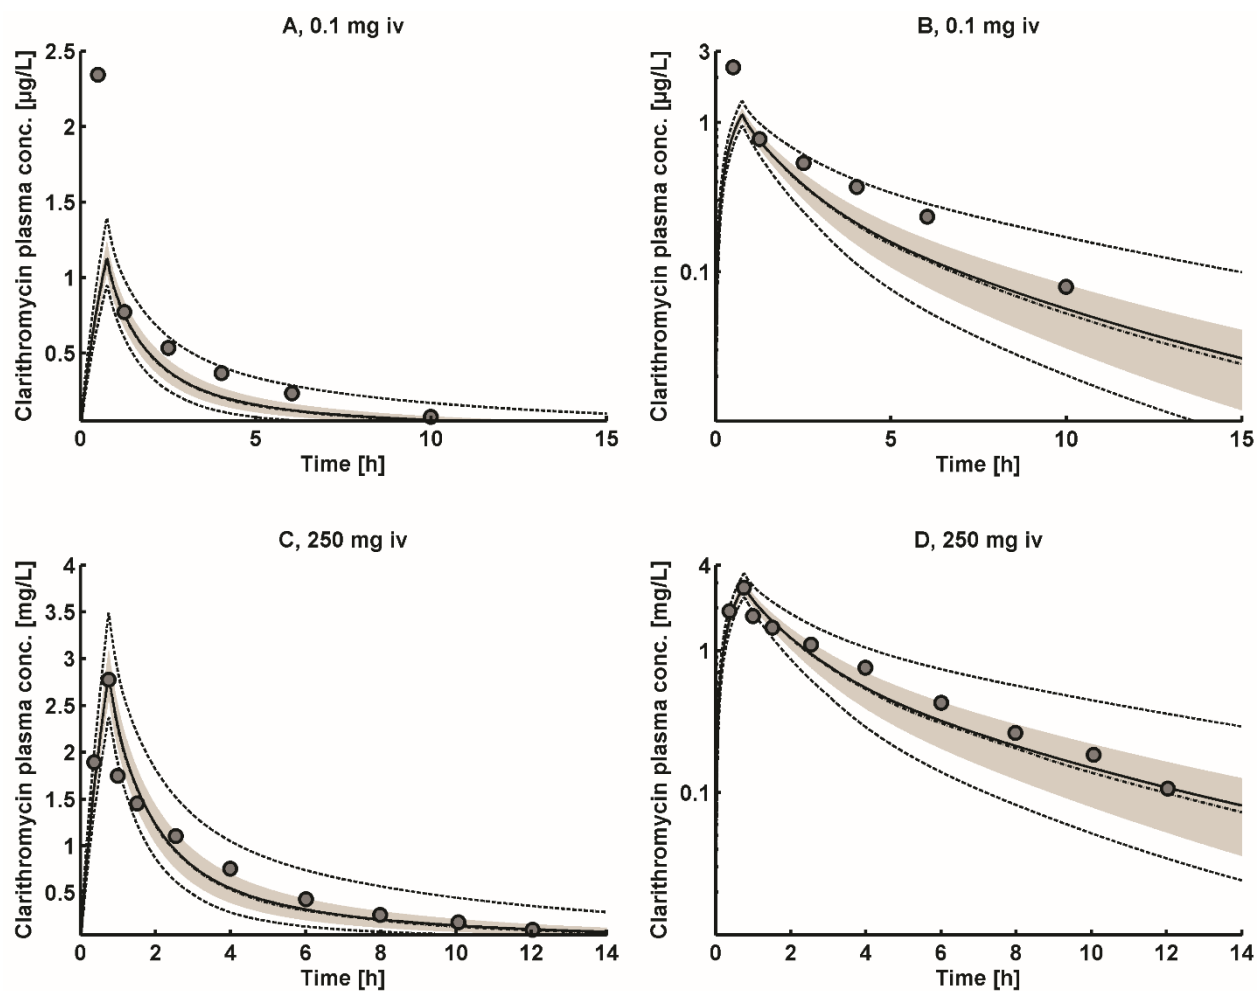 A, 0.1 mg iv
Clarithromycin plasma conc. [µg/L]
2.5
2
1.5
1
0.5
0 5 10 15
Time [h]
B, 0.1 mg iv
Clarithromycin plasma conc. [µg/L]
3
1
0.1
0 5 10 15
Time [h]
C, 250 mg iv
Clarithromycin plasma conc. [mg/L]
4
3.5
3
2.5
2
1.5
1
0.5
0 2 4 6 8 10 12 14
Time [h]
D, 250 mg iv
Clarithromycin plasma conc. [mg/L]
4
1
0.1
0 2 4 6 8 10 12 14
Time [h]